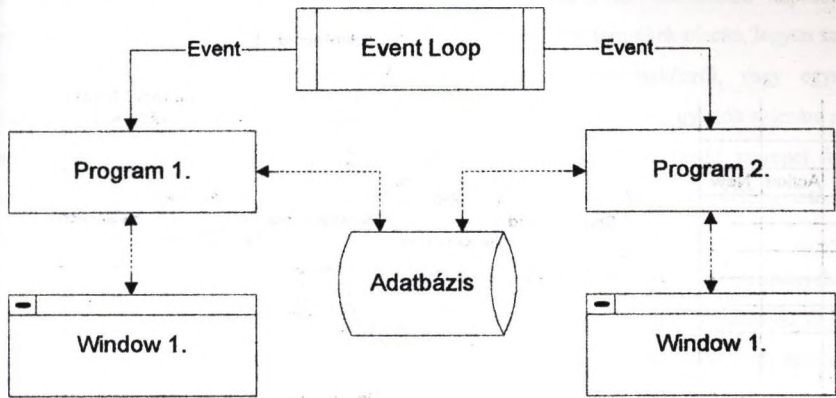 Event Loop
Event
Event
Program 1.
Program 2.
Adatbázis
Window 1.
Window 1.